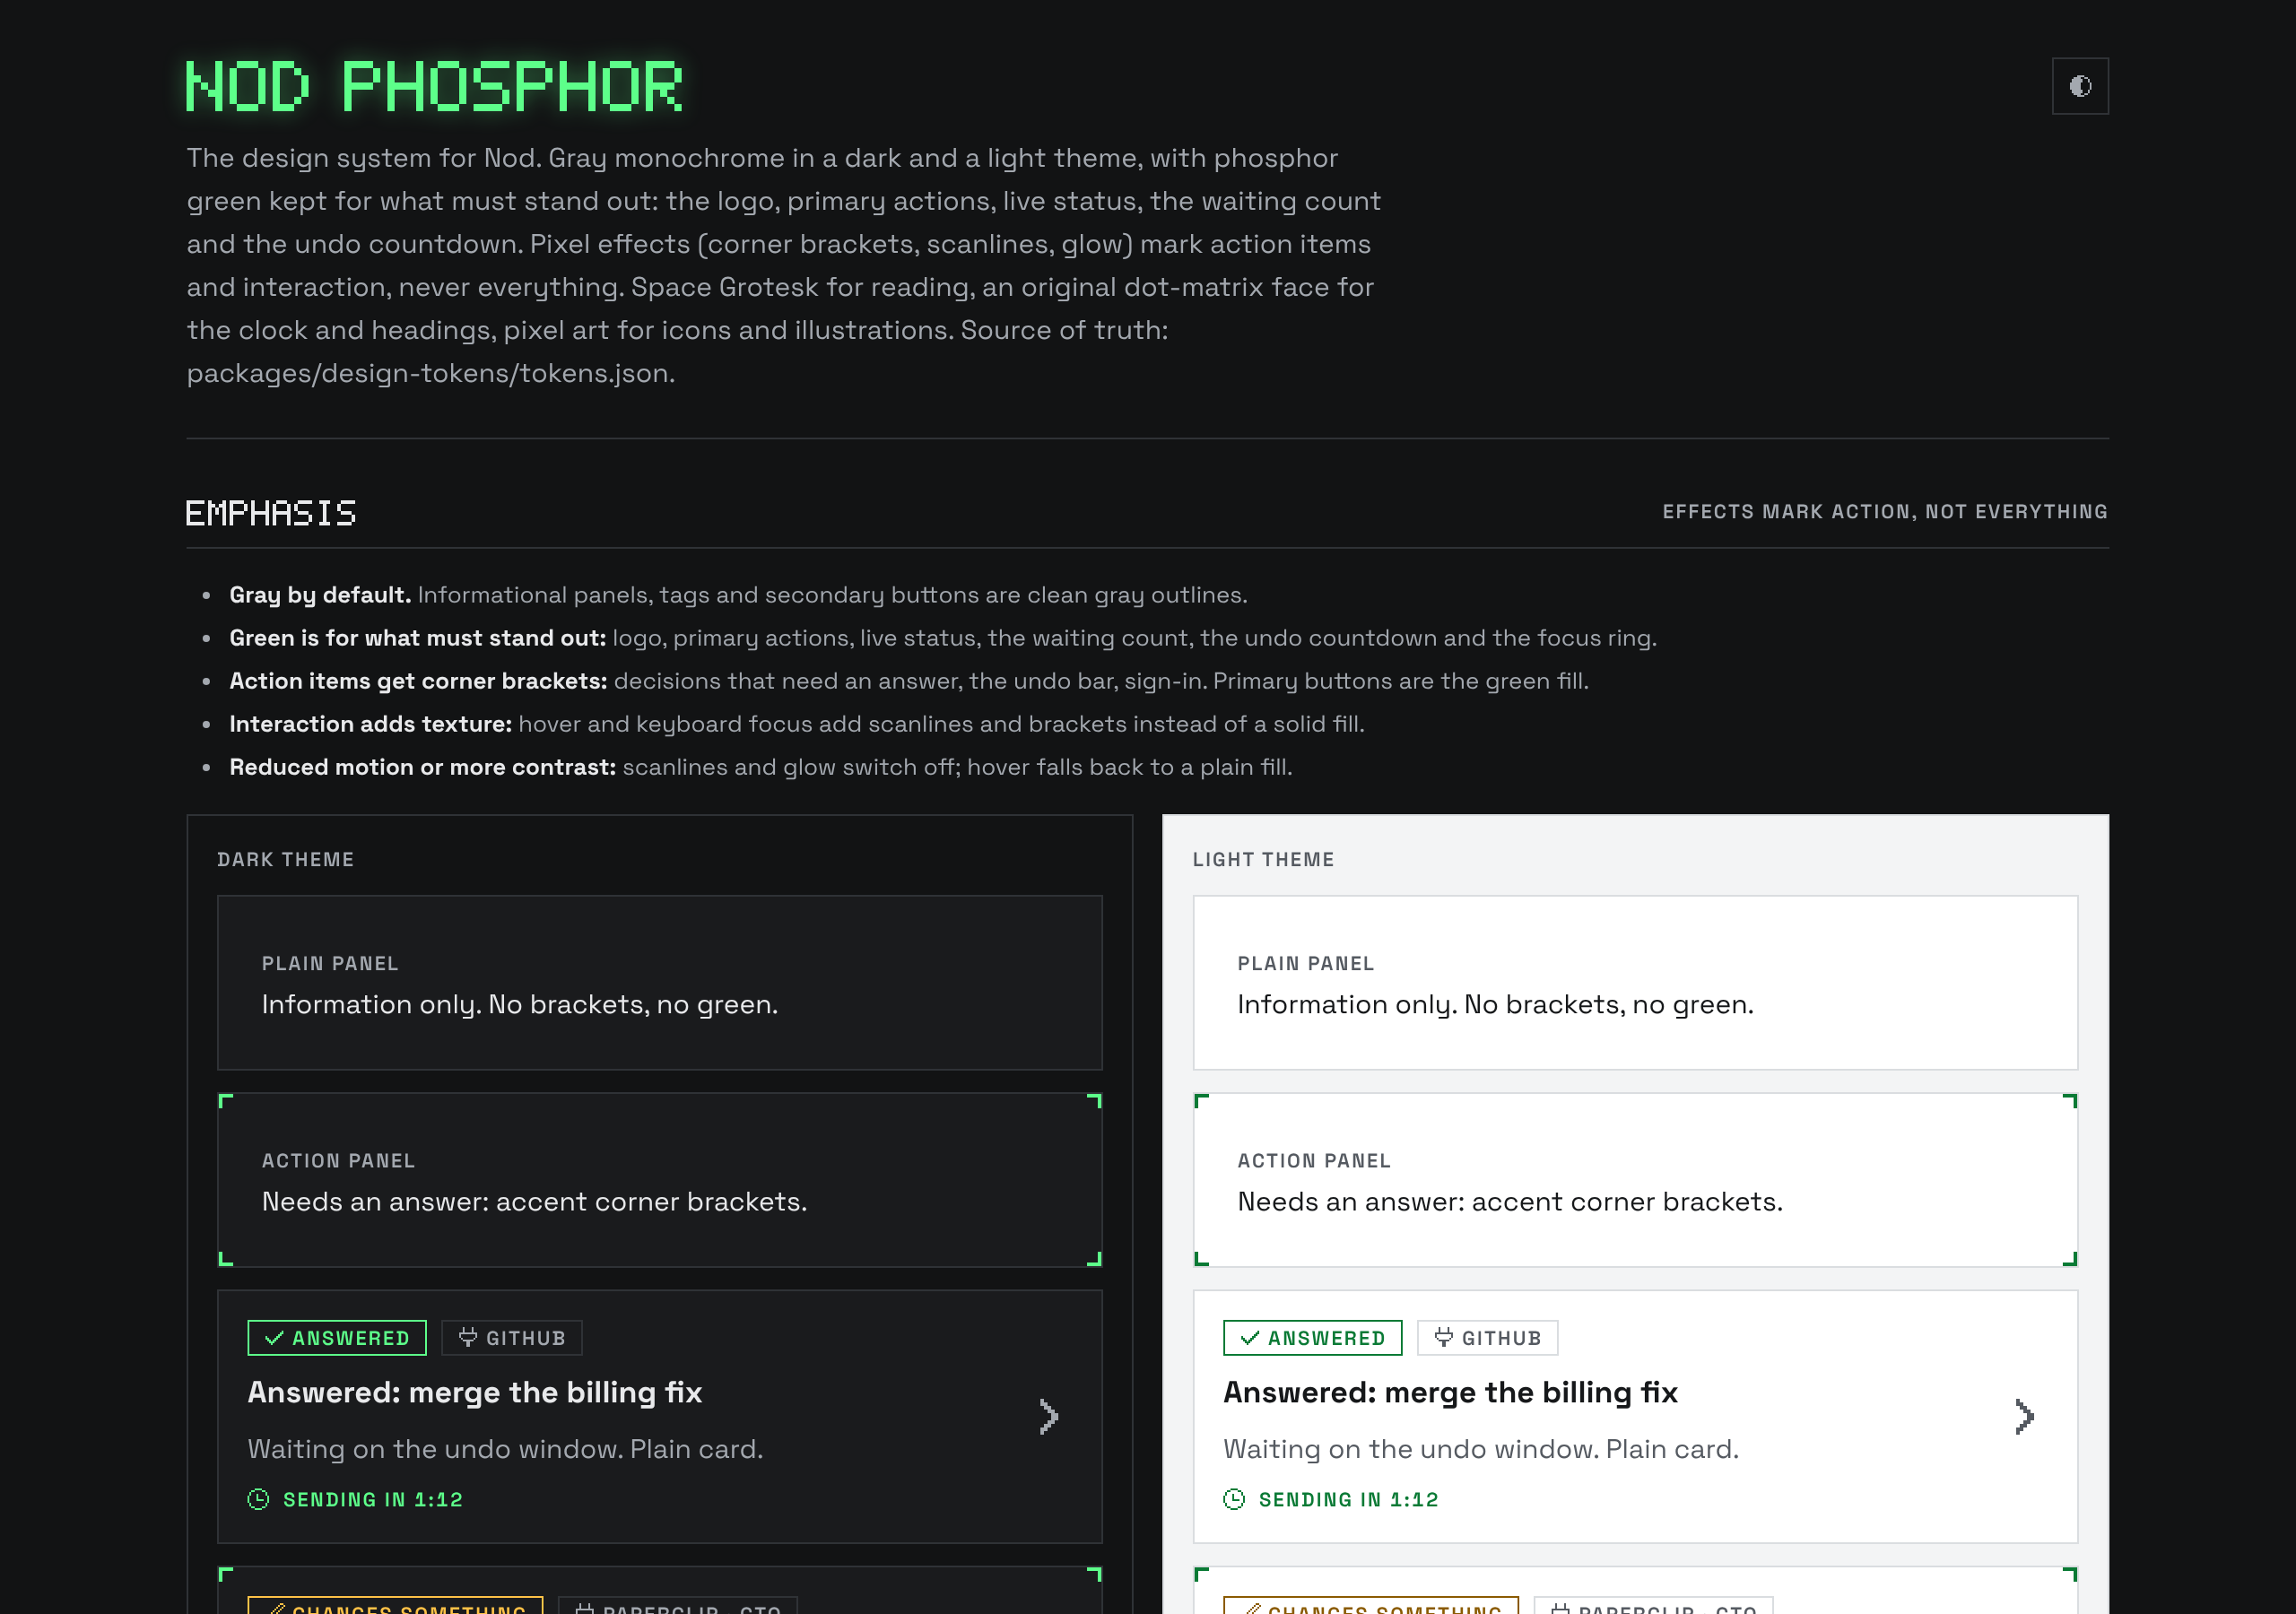 NOD PHOSPHOR
The design system for Nod. Gray monochrome in a dark and a light theme, with phosphor
green kept for what must stand out: the logo, primary actions, live status, the waiting count
and the undo countdown. Pixel effects (corner brackets, scanlines, glow) mark action items
and interaction, never everything. Space Grotesk for reading, an original dot-matrix face for
the clock and headings, pixel art for icons and illustrations. Source of truth:
packages/design-tokens/tokens.json.
EMPHASIS
EFFECTS MARK ACTION, NOT EVERYTHING
Gray by default. Informational panels, tags and secondary buttons are clean gray outlines.
Green is for what must stand out: logo, primary actions, live status, the waiting count, the undo countdown and the focus ring.
Action items get corner brackets: decisions that need an answer, the undo bar, sign-in. Primary buttons are the green fill.
Interaction adds texture: hover and keyboard focus add scanlines and brackets instead of a solid fill.
Reduced motion or more contrast: scanlines and glow switch off; hover falls back to a plain fill.
DARK THEME
PLAIN PANEL
Information only. No brackets, no green.
ACTION PANEL
Needs an answer: accent corner brackets.
ANSWERED GITHUB
Answered: merge the billing fix
Waiting on the undo window. Plain card.
SENDING IN 1:12
CHANGES SOMETHING PAPERCLIP · CTO
LIGHT THEME
PLAIN PANEL
Information only. No brackets, no green.
ACTION PANEL
Needs an answer: accent corner brackets.
ANSWERED GITHUB
Answered: merge the billing fix
Waiting on the undo window. Plain card.
SENDING IN 1:12
CHANGES SOMETHING PAPERCLIP · CTO